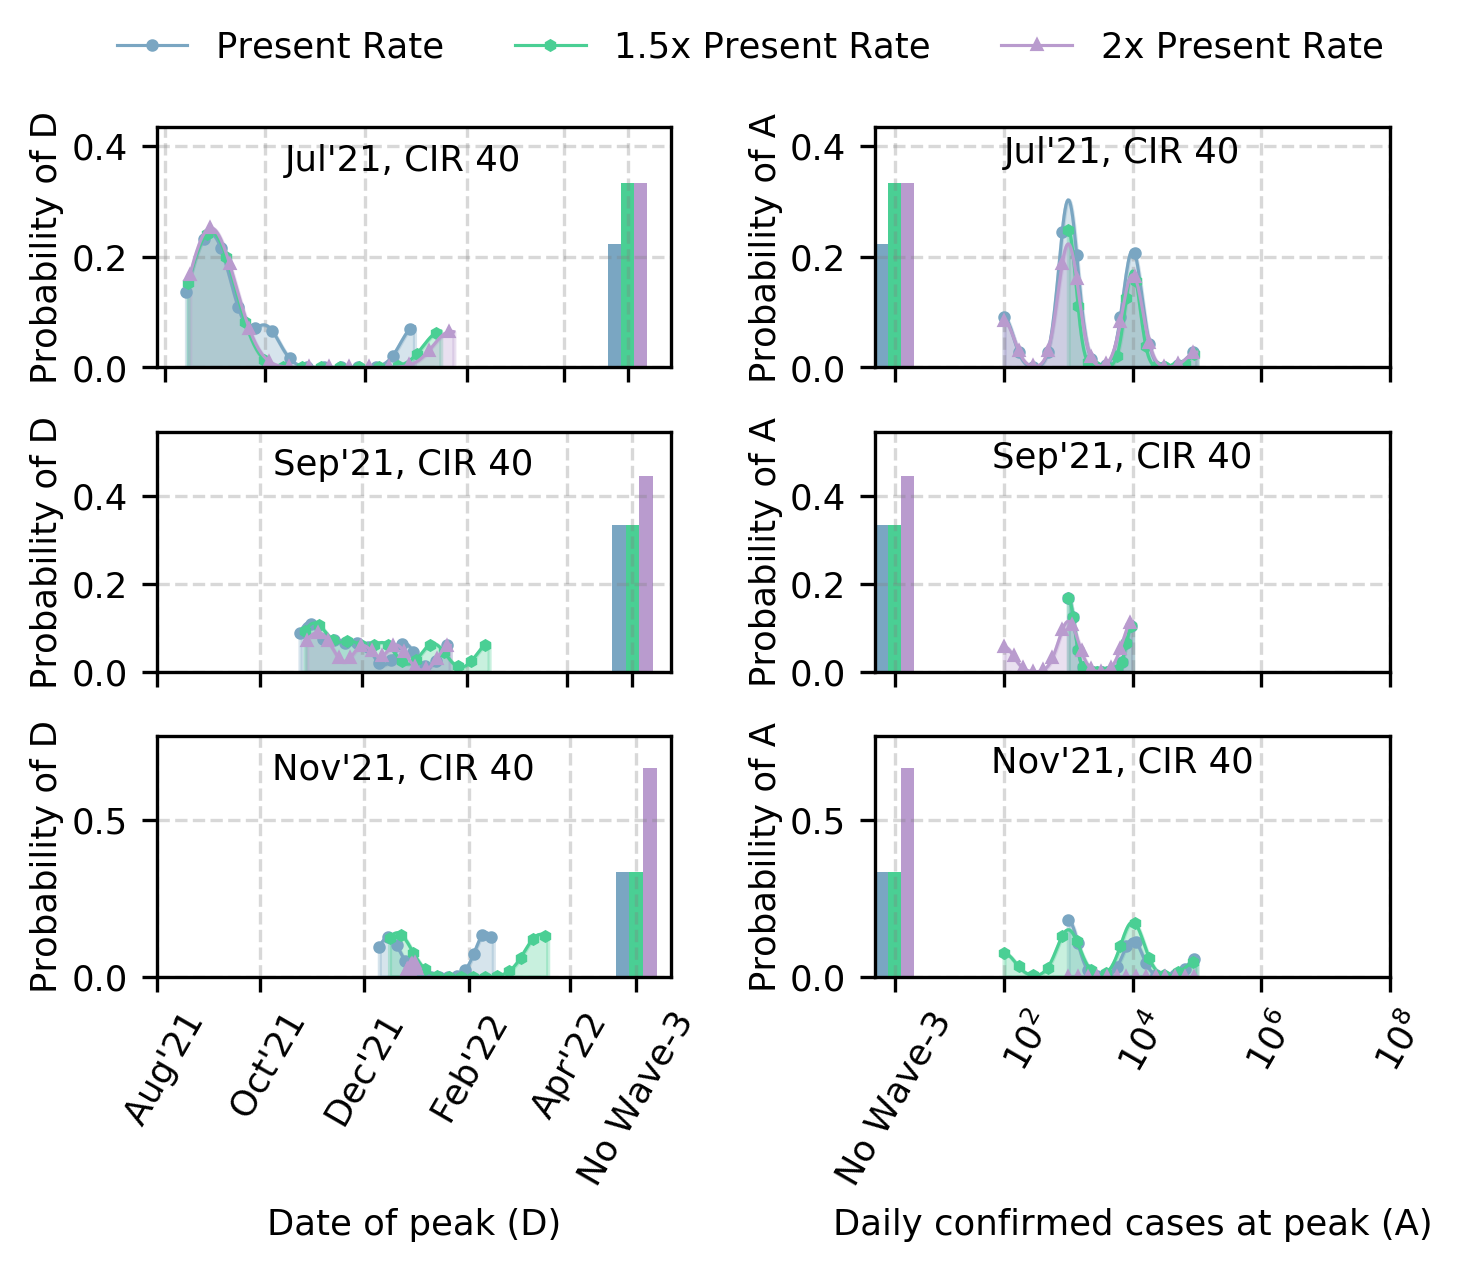 Present Rate 1.5x Present Rate 2x Present Rate
Probability of D
0.4
0.2
0.0
Jul'21, CIR 40
Probability of A
0.4
0.2
0.0
Jul'21, CIR 40
Probability of D
0.4
0.2
0.0
Sep'21, CIR 40
Probability of A
0.4
0.2
0.0
Sep'21, CIR 40
Probability of D
0.5
0.0
Nov'21, CIR 40
Probability of A
0.5
0.0
Nov'21, CIR 40
Aug'21 Oct'21 Dec'21 Feb'22 Apr'22 No Wave-3
Date of peak (D)
No Wave-3 10² 10⁴ 10⁶ 10⁸
Daily confirmed cases at peak (A)